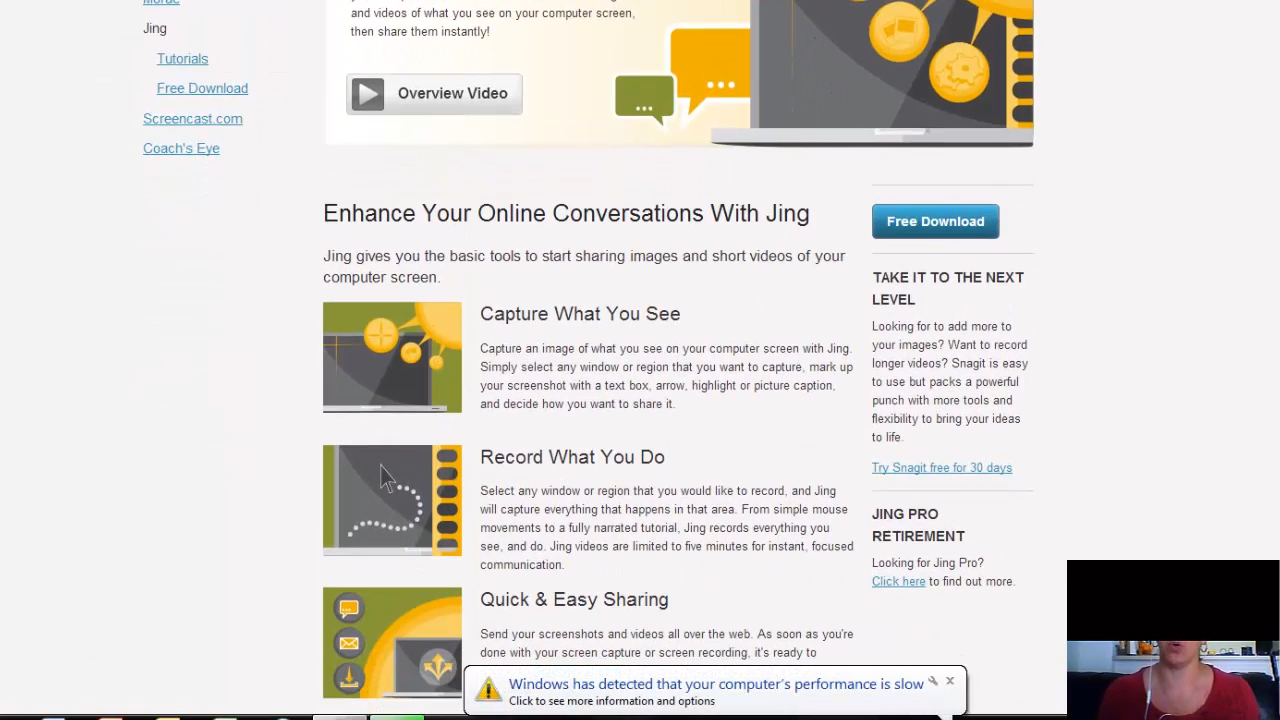 Morae
Jing
Tutorials
Free Download
Screencast.com
Coach's Eye
and videos of what you see on your computer screen,
then share them instantly!
Overview Video
Enhance Your Online Conversations With Jing
Jing gives you the basic tools to start sharing images and short videos of your
computer screen.
Capture What You See
Capture an image of what you see on your computer screen with Jing.
Simply select any window or region that you want to capture, mark up
your screenshot with a text box, arrow, highlight or picture caption,
and decide how you want to share it.
Record What You Do
Select any window or region that you would like to record, and Jing
will capture everything that happens in that area. From simple mouse
movements to a fully narrated tutorial, Jing records everything you
see, and do. Jing videos are limited to five minutes for instant, focused
communication.
Quick & Easy Sharing
Send your screenshots and videos all over the web. As soon as you're
done with your screen capture or screen recording, it's ready to
Free Download
TAKE IT TO THE NEXT
LEVEL
Looking for to add more to
your images? Want to record
longer videos? Snagit is easy
to use but packs a powerful
punch with more tools and
flexibility to bring your ideas
to life.
Try Snagit free for 30 days
JING PRO
RETIREMENT
Looking for Jing Pro?
Click here to find out more.
Windows has detected that your computer's performance is slow
Click to see more information and options